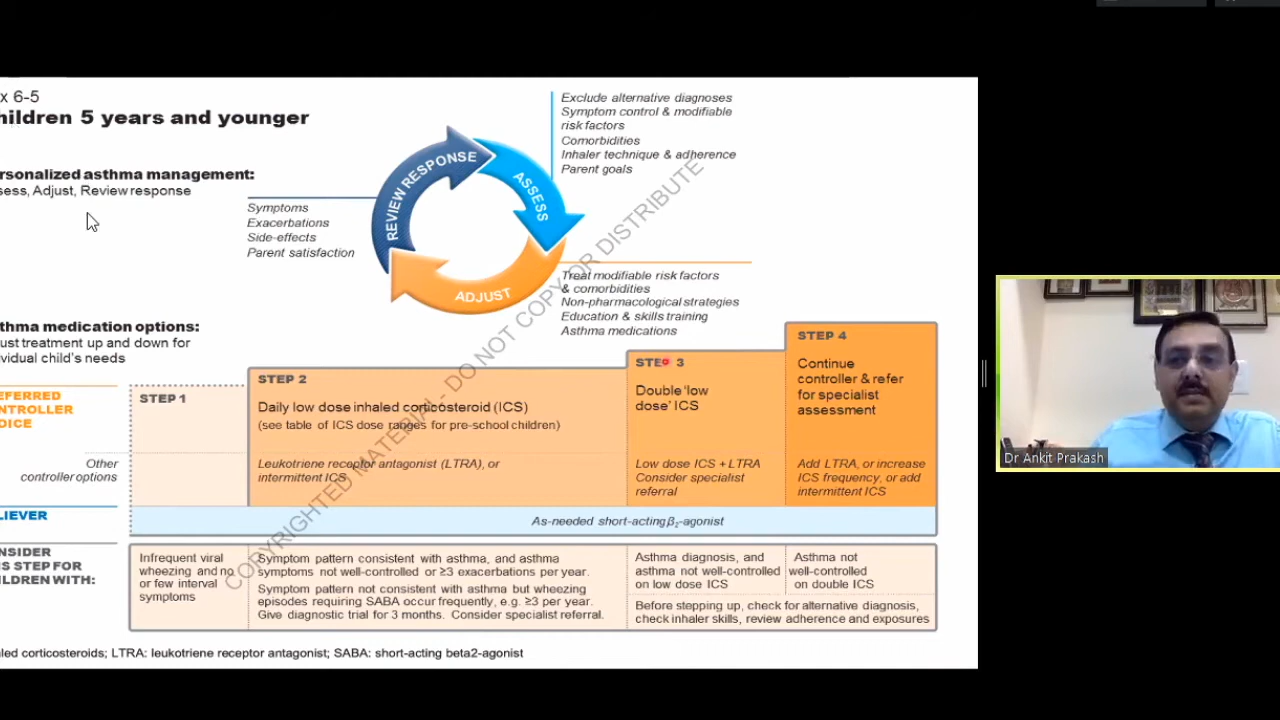 x 6-5
hildren 5 years and younger
ersonalized asthma management:
sess, Adjust, Review response
Symptoms
Exacerbations
Side-effects
Parent satisfaction
REVIEW RESPONSE
ASSESS
ADJUST
Exclude alternative diagnoses
Symptom control & modifiable
risk factors
Comorbidities
Inhaler technique & adherence
Parent goals
Treat modifiable risk factors
& comorbidities
Non-pharmacological strategies
Education & skills training
Asthma medications
thma medication options:
ust treatment up and down for
vidual child's needs
EFERRED
NTROLLER
OICE
STEP 1
STEP 2
Daily low dose inhaled corticosteroid (ICS)
(see table of ICS dose ranges for pre-school children)
STEP 3
Double 'low
dose' ICS
STEP 4
Continue
controller & refer
for specialist
assessment
Other
controller options
Leukotriene receptor antagonist (LTRA), or
intermittent ICS
Low dose ICS + LTRA
Consider specialist
referral
Add LTRA, or increase
ICS frequency, or add
intermittent ICS
LIEVER
As-needed short-acting β2-agonist
NSIDER
IS STEP FOR
ILDREN WITH:
Infrequent viral
wheezing and no
or few interval
symptoms
Symptom pattern consistent with asthma, and asthma
symptoms not well-controlled or ≥3 exacerbations per year.
Symptom pattern not consistent with asthma but wheezing
episodes requiring SABA occur frequently, e.g. ≥3 per year.
Give diagnostic trial for 3 months. Consider specialist referral.
Asthma diagnosis, and
asthma not well-controlled
on low dose ICS
Asthma not
well-controlled
on double ICS
Before stepping up, check for alternative diagnosis,
check inhaler skills, review adherence and exposures
led corticosteroids; LTRA: leukotriene receptor antagonist; SABA: short-acting beta2-agonist
COPYRIGHTED MATERIAL - DO NOT COPY OR DISTRIBUTE
Dr Ankit Prakash